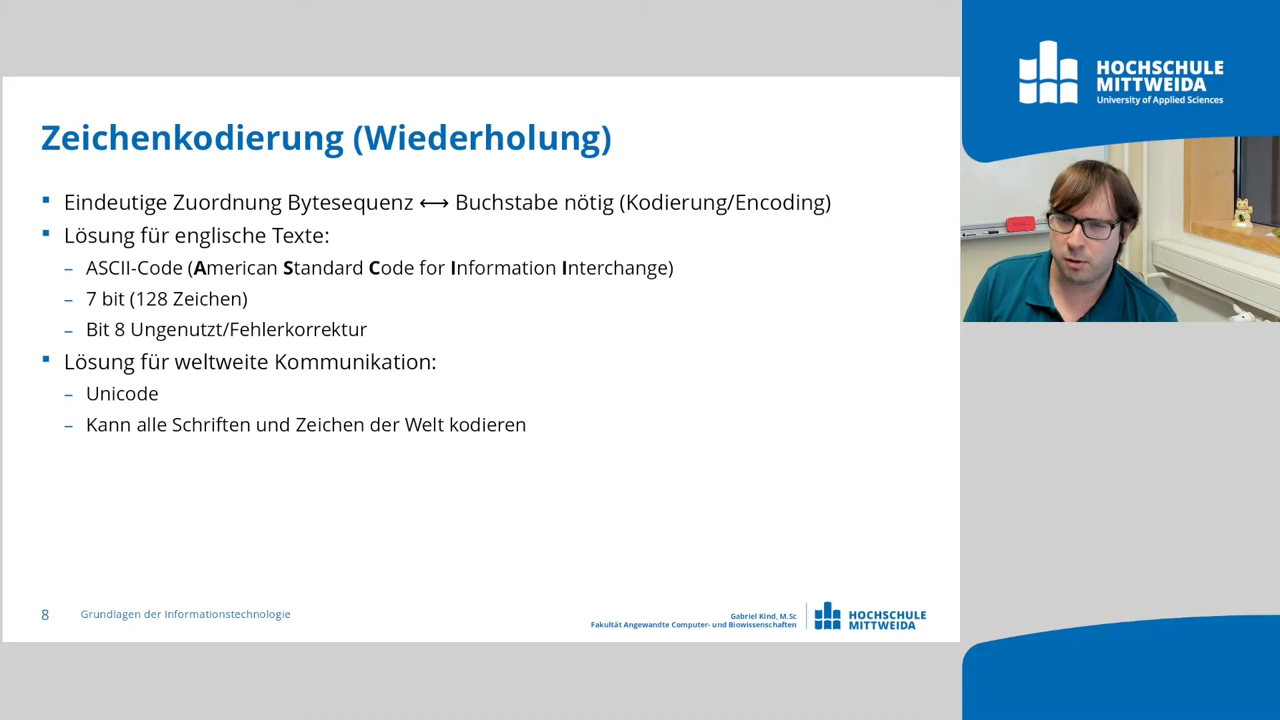 HOCHSCHULE
MITTWEIDA
University of Applied Sciences
Zeichenkodierung (Wiederholung)
Eindeutige Zuordnung Bytesequenz ⟷ Buchstabe nötig (Kodierung/Encoding)
Lösung für englische Texte:
– ASCII-Code (American Standard Code for Information Interchange)
– 7 bit (128 Zeichen)
– Bit 8 Ungenutzt/Fehlerkorrektur
Lösung für weltweite Kommunikation:
– Unicode
– Kann alle Schriften und Zeichen der Welt kodieren
8 Grundlagen der Informationstechnologie
Gabriel Kind, M.Sc
Fakultät Angewandte Computer- und Biowissenschaften
HOCHSCHULE
MITTWEIDA